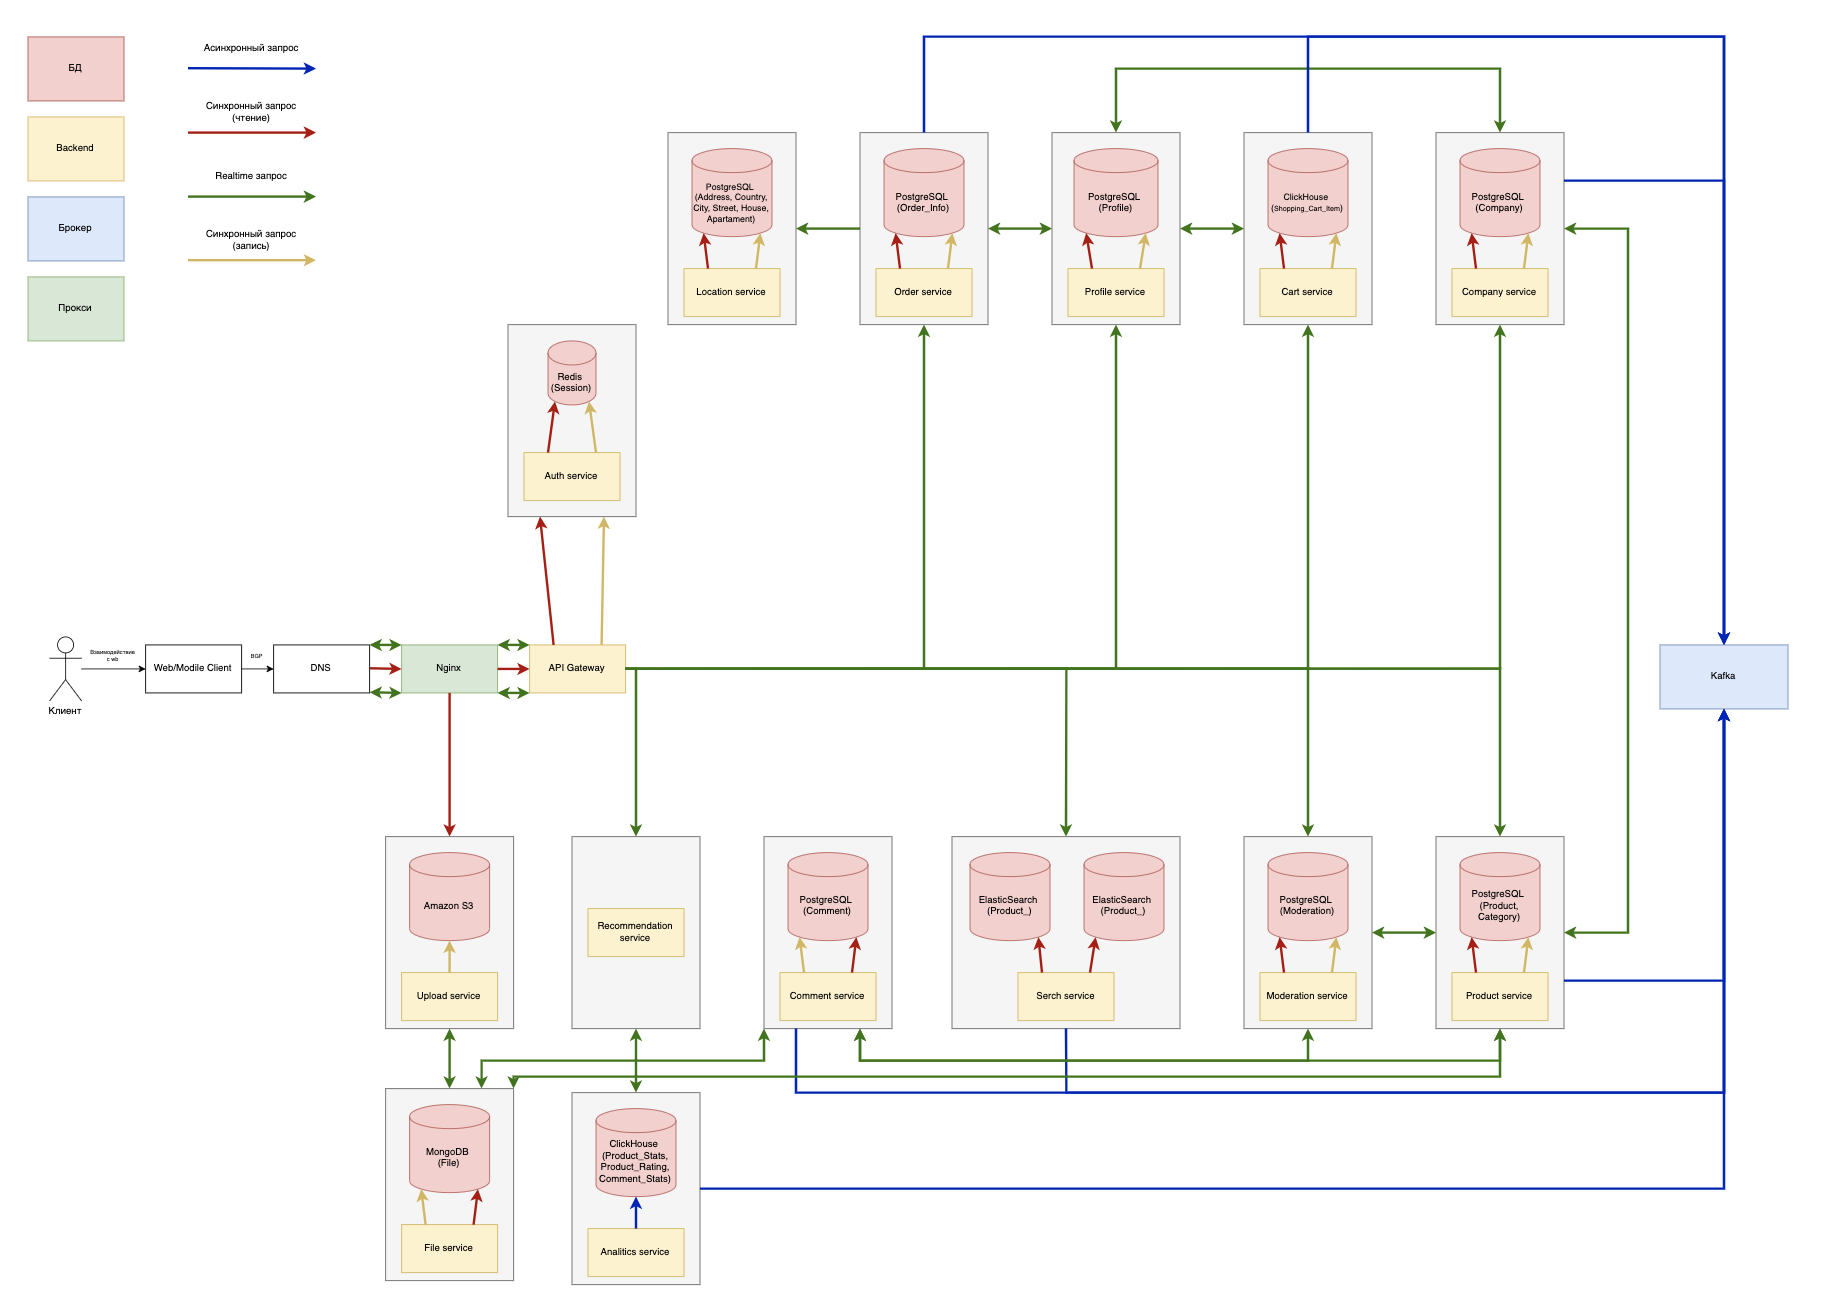 БД
Backend
Брокер
Прокси
Асинхронный запрос
Синхронный запрос
(чтение)
Realtime запрос
Синхронный запрос
(запись)
PostgreSQL
(Address, Country,
City, Street, House,
Apartament)
Location service
PostgreSQL
(Order_Info)
Order service
PostgreSQL
(Profile)
Profile service
ClickHouse
(Shopping_Cart_Item)
Cart service
PostgreSQL
(Company)
Company service
Redis
(Session)
Auth service
Клиент
Взаимодействие
с wb
Web/Modile Client
BGP
DNS
Nginx
API Gateway
Kafka
Amazon S3
Upload service
Recommendation
service
PostgreSQL
(Comment)
Comment service
ElasticSearch
(Product_)
ElasticSearch
(Product_)
Serch service
PostgreSQL
(Moderation)
Moderation service
PostgreSQL
(Product,
Category)
Product service
MongoDB
(File)
File service
ClickHouse
(Product_Stats,
Product_Rating,
Comment_Stats)
Analitics service